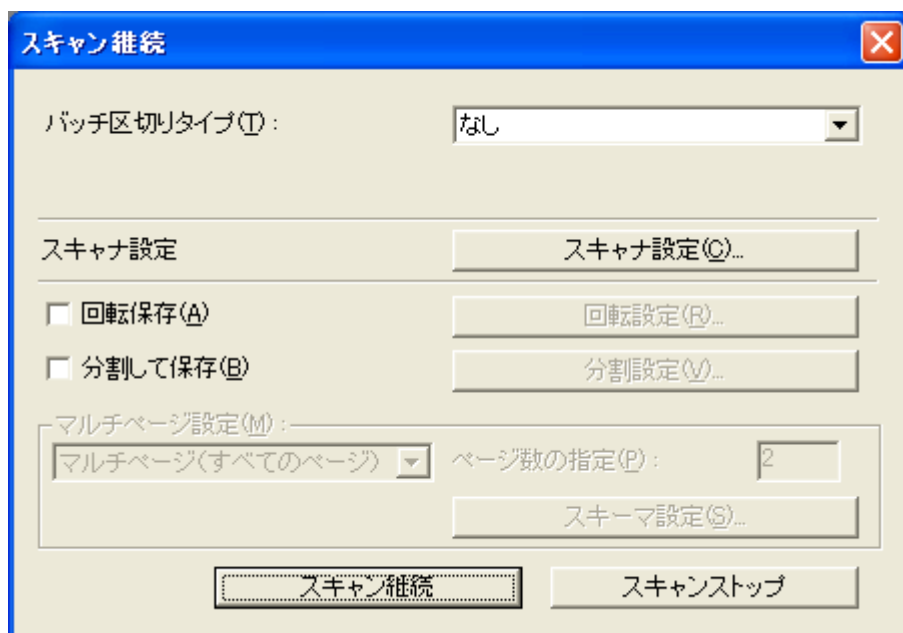 スキャン継続
バッチ区切りタイプ(T): なし
スキャナ設定 スキャナ設定(C)...
回転保存(A) 回転設定(R)...
分割して保存(B) 分割設定(V)...
マルチページ設定(M):
マルチページ(すべてのページ) ページ数の指定(P): 2
スキーマ設定(S)...
スキャン継続 スキャンストップ